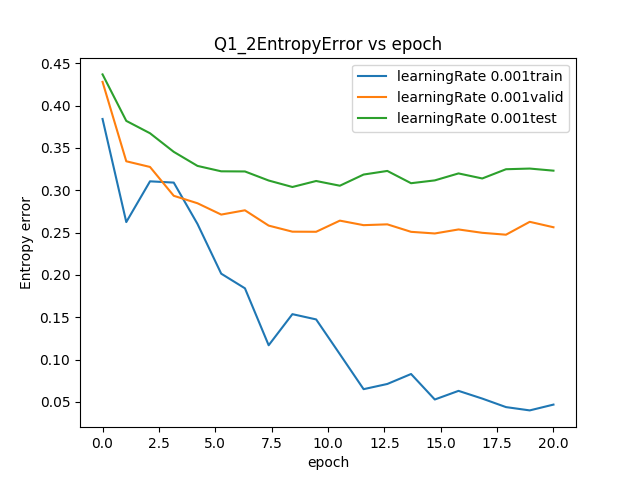 Q1_2EntropyError vs epoch
learningRate 0.001train
learningRate 0.001valid
learningRate 0.001test
Entropy error
0.45
0.40
0.35
0.30
0.25
0.20
0.15
0.10
0.05
0.0 2.5 5.0 7.5 10.0 12.5 15.0 17.5 20.0
epoch